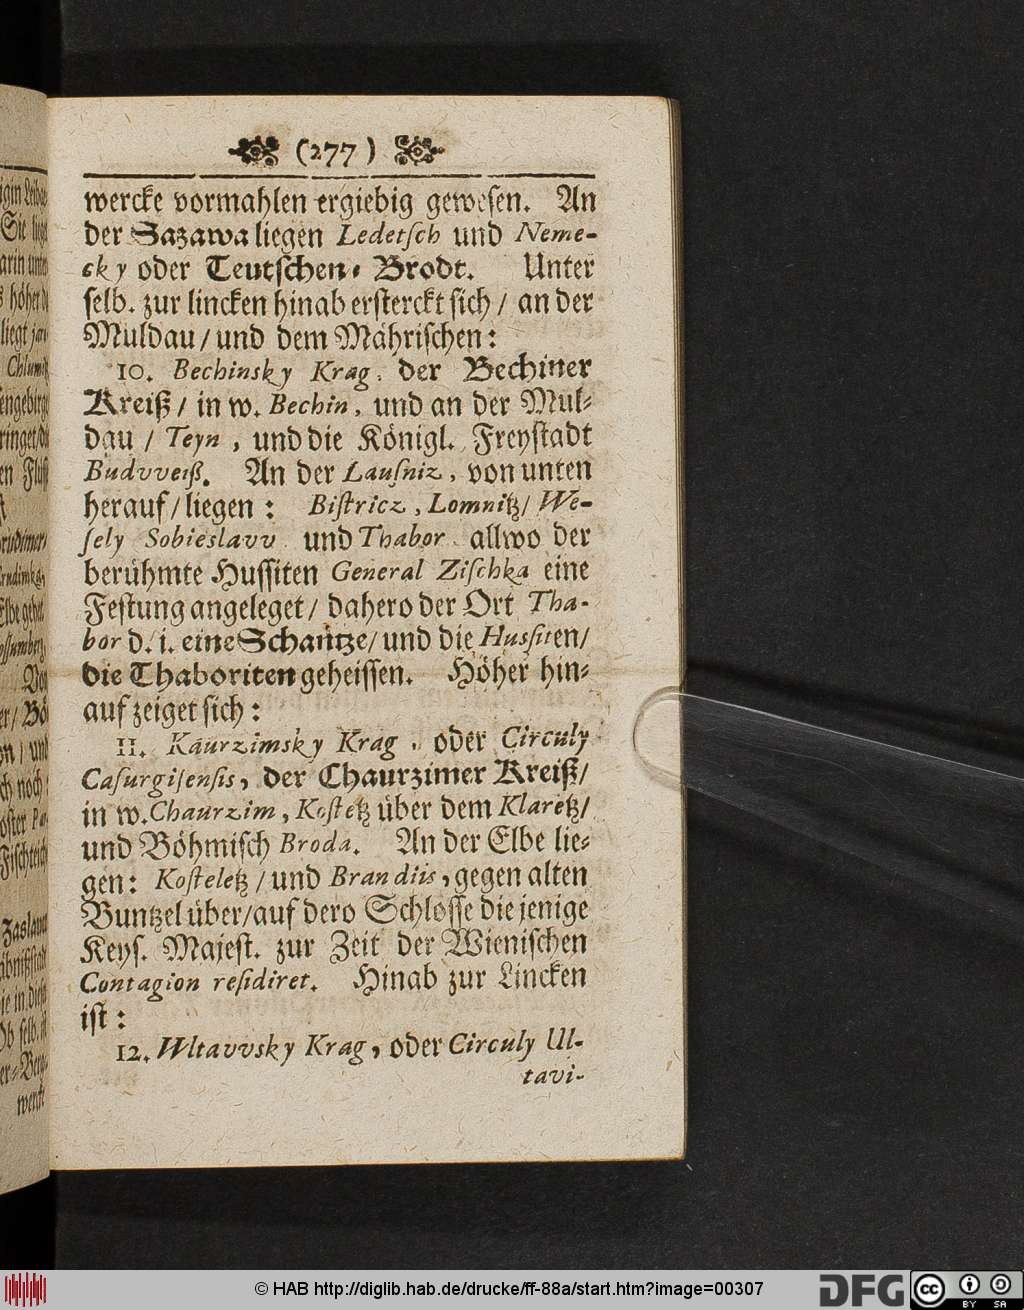 (277)
wercke vormahlen ergiebig gewesen. An
der Sazawa liegen Ledetſch und Neme-
cky oder Teutſchen-Brodt. Unter
ſelb. zur lincken hinab erſterckt ſich / an der
Muldau / und dem Mährischen:
10. Bechinsky Krag. der Bechiner
Kreiß / in w. Bechin, und an der Mul-
dau / Teyn, und die Königl. Freyſtadt
Budvveiß. An der Lauſniz, von unten
herauf / liegen: Biſtricz, Lomnitz / We-
ſely Sobieslavv und Thabor allwo der
berühmte Huſſiten General Ziſchka eine
Feſtung angeleget / dahero der Ort Tha-
bor d. i. eine Schantze / und die Huſsiten /
die Thaboriten geheiſſen. Höher hin-
auf zeiget ſich:
11. Kaurzimsky Krag, oder Circuly
Caſurgiſenſis, der Chaurzimer Kreiß /
in w. Chaurzim, Koſtetz über dem Klaretz /
und Böhmiſch Broda. An der Elbe lie-
gen: Koſteletz / und Brandiis, gegen alten
Buntzel über / auf dero Schloſſe die jenige
Keyſ. Majeſt. zur Zeit der Wieniſchen
Contagion reſidiret. Hinab zur Lincken
iſt:
12. Wltavvsky Krag, oder Circuly Ul-
tavi-
© HAB http://diglib.hab.de/drucke/ff-88a/start.htm?image=00307
DFG
cc
BY SA